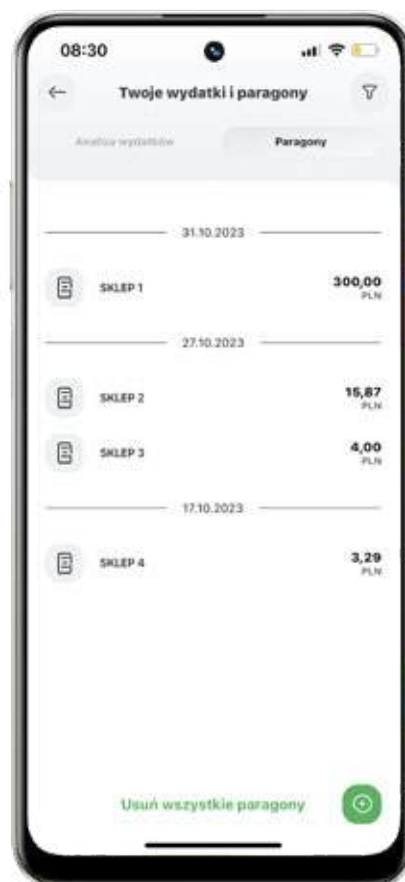 08:30
Twoje wydatki i paragony
Analiza wydatków
Paragony
31.10.2023
SKLEP 1
300,00
PLN
27.10.2023
SKLEP 2
15,87
PLN
SKLEP 3
4,00
PLN
17.10.2023
SKLEP 4
3,29
PLN
Usuń wszystkie paragony